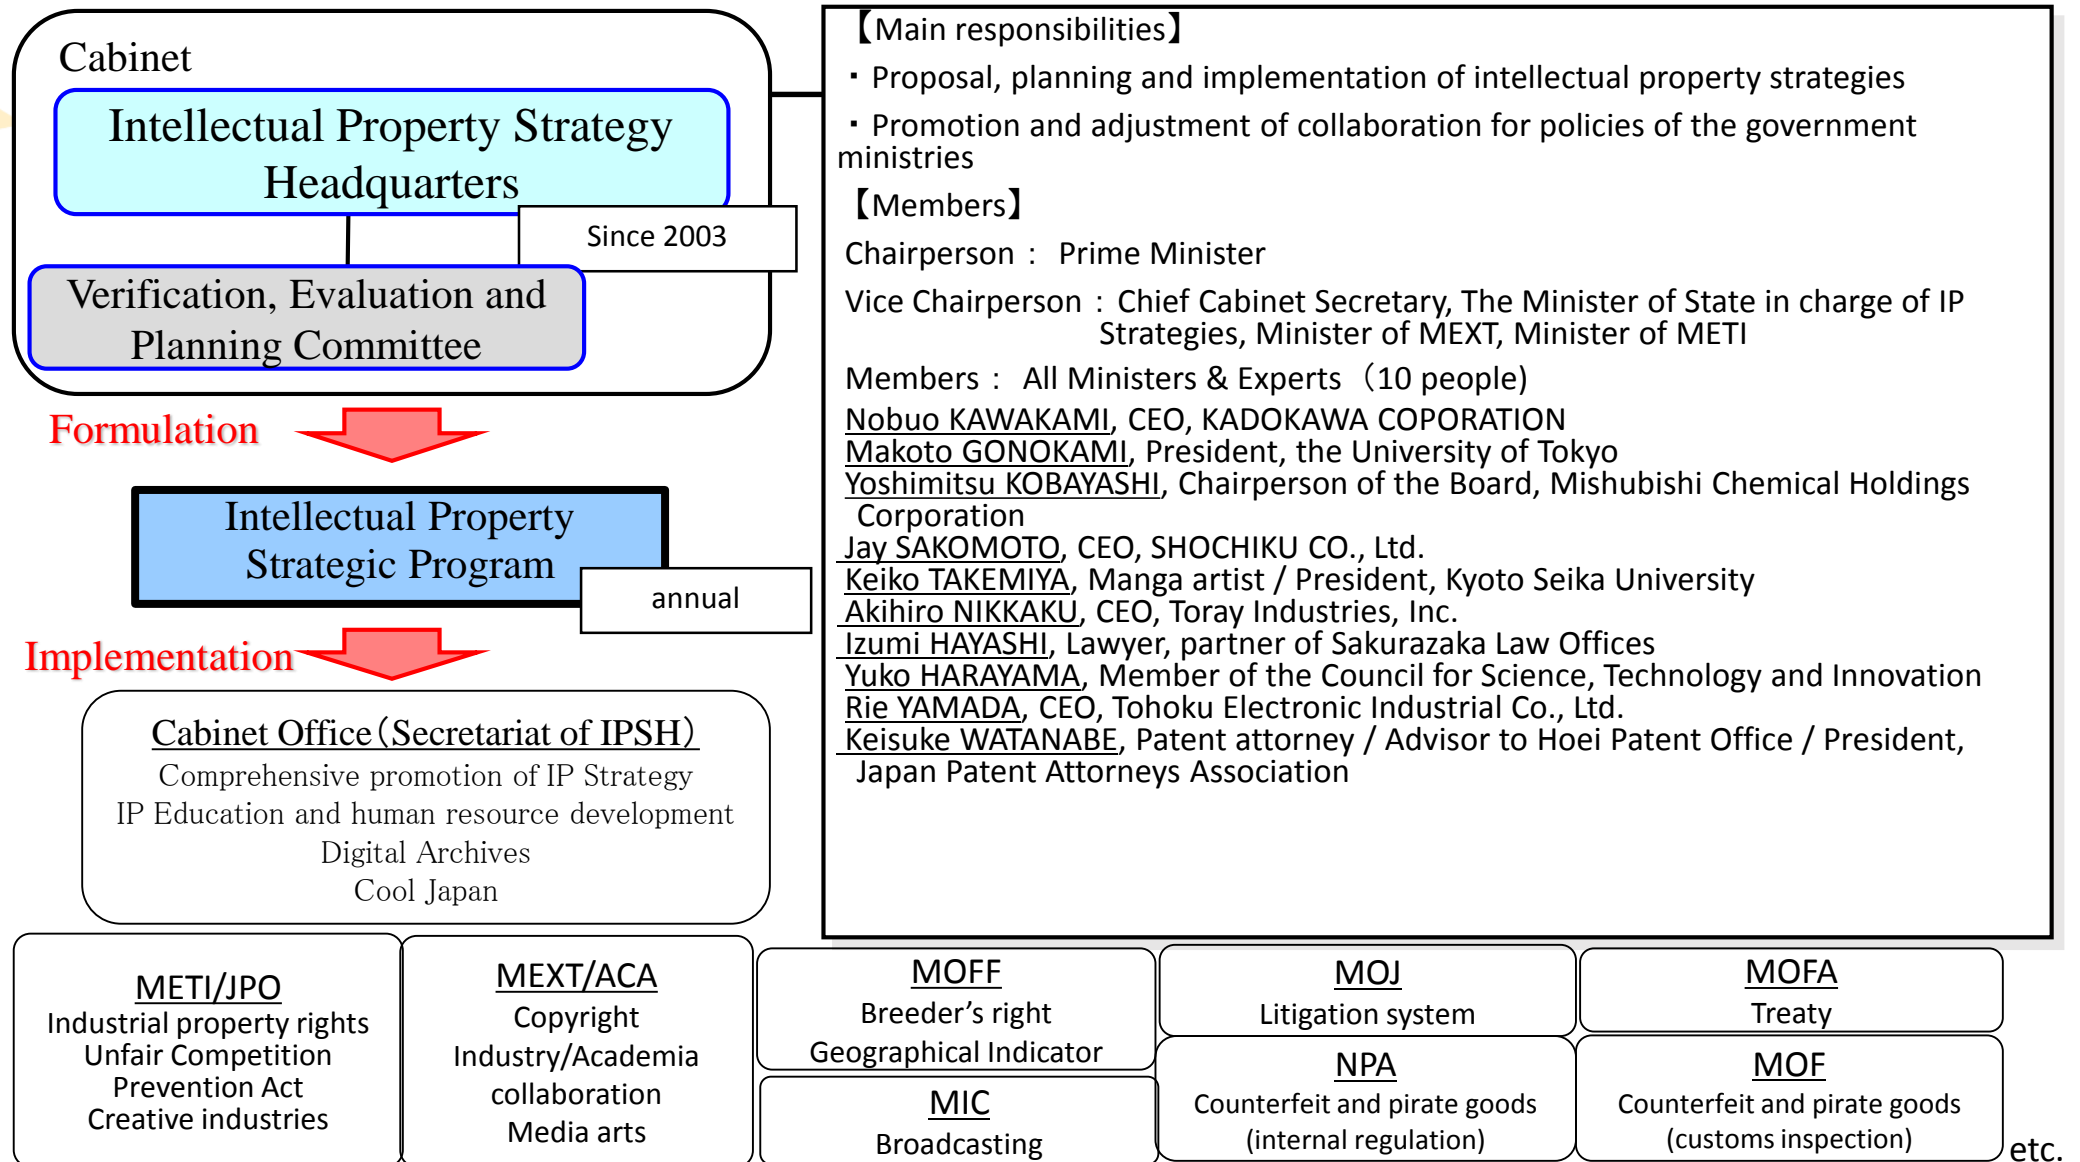 Cabinet
Intellectual Property Strategy
Headquarters
Since 2003
Verification, Evaluation and
Planning Committee
Formulation
Intellectual Property
Strategic Program
annual
Implementation
Cabinet Office（Secretariat of IPSH）
Comprehensive promotion of IP Strategy
IP Education and human resource development
Digital Archives
Cool Japan
【Main responsibilities】
・Proposal, planning and implementation of intellectual property strategies
・Promotion and adjustment of collaboration for policies of the government
ministries
【Members】
Chairperson： Prime Minister
Vice Chairperson：Chief Cabinet Secretary, The Minister of State in charge of IP
Strategies, Minister of MEXT, Minister of METI
Members： All Ministers & Experts（10 people)
Nobuo KAWAKAMI, CEO, KADOKAWA COPORATION
Makoto GONOKAMI, President, the University of Tokyo
Yoshimitsu KOBAYASHI, Chairperson of the Board, Mishubishi Chemical Holdings
Corporation
Jay SAKOMOTO, CEO, SHOCHIKU CO., Ltd.
Keiko TAKEMIYA, Manga artist / President, Kyoto Seika University
Akihiro NIKKAKU, CEO, Toray Industries, Inc.
Izumi HAYASHI, Lawyer, partner of Sakurazaka Law Offices
Yuko HARAYAMA, Member of the Council for Science, Technology and Innovation
Rie YAMADA, CEO, Tohoku Electronic Industrial Co., Ltd.
Keisuke WATANABE, Patent attorney / Advisor to Hoei Patent Office / President,
Japan Patent Attorneys Association
METI/JPO
Industrial property rights
Unfair Competition
Prevention Act
Creative industries
MEXT/ACA
Copyright
Industry/Academia
collaboration
Media arts
MOFF
Breeder’s right
Geographical Indicator
MIC
Broadcasting
MOJ
Litigation system
NPA
Counterfeit and pirate goods
(internal regulation)
MOFA
Treaty
MOF
Counterfeit and pirate goods
(customs inspection)
etc.